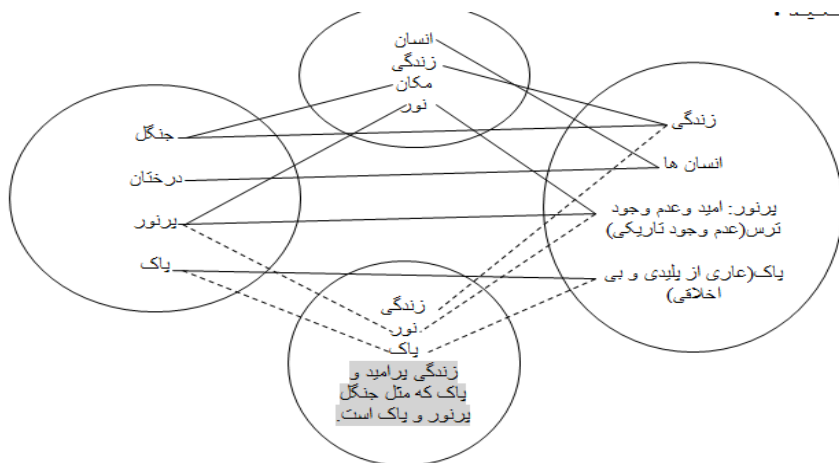 انسان
زندگی
مکان
نور
جنگل
درختان
پرنور
پاک
زندگی
انسان ها
پرنور: امید وعدم وجود
ترس(عدم وجود تاریکی)
پاک(عاری از پلیدی و بی
اخلاقی)
زندگی
نور
پاک
زندگی پرامید و
پاک که مثل جنگل
پرنور و پاک است.